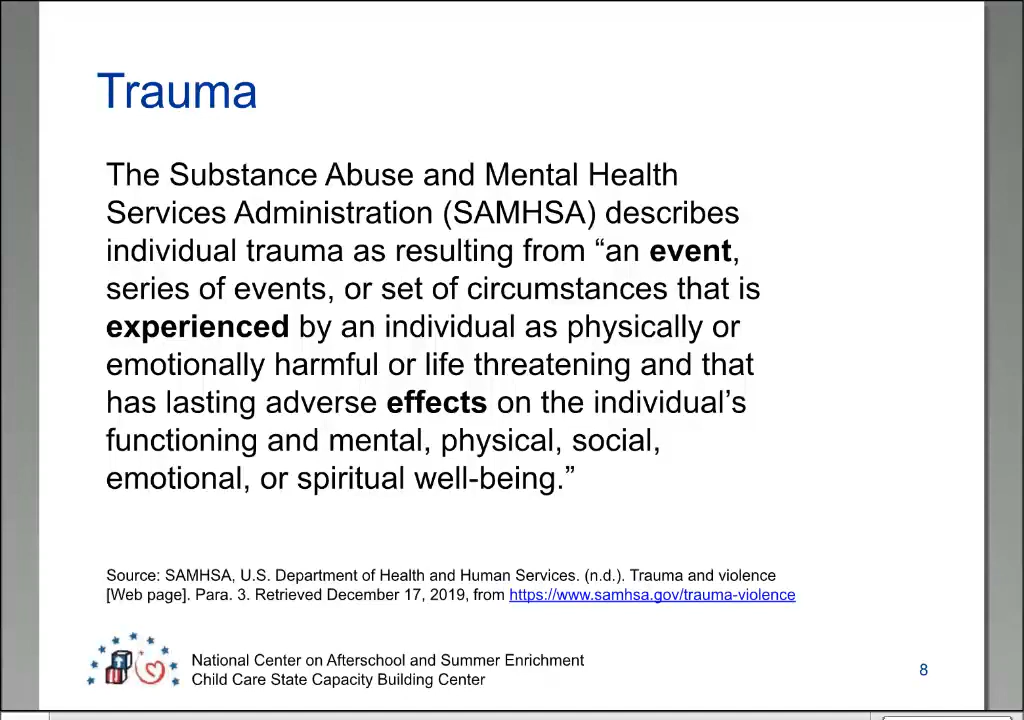 Trauma
The Substance Abuse and Mental Health
Services Administration (SAMHSA) describes
individual trauma as resulting from “an event,
series of events, or set of circumstances that is
experienced by an individual as physically or
emotionally harmful or life threatening and that
has lasting adverse effects on the individual’s
functioning and mental, physical, social,
emotional, or spiritual well-being.”
Source: SAMHSA, U.S. Department of Health and Human Services. (n.d.). Trauma and violence
[Web page]. Para. 3. Retrieved December 17, 2019, from https://www.samhsa.gov/trauma-violence
National Center on Afterschool and Summer Enrichment
Child Care State Capacity Building Center
8